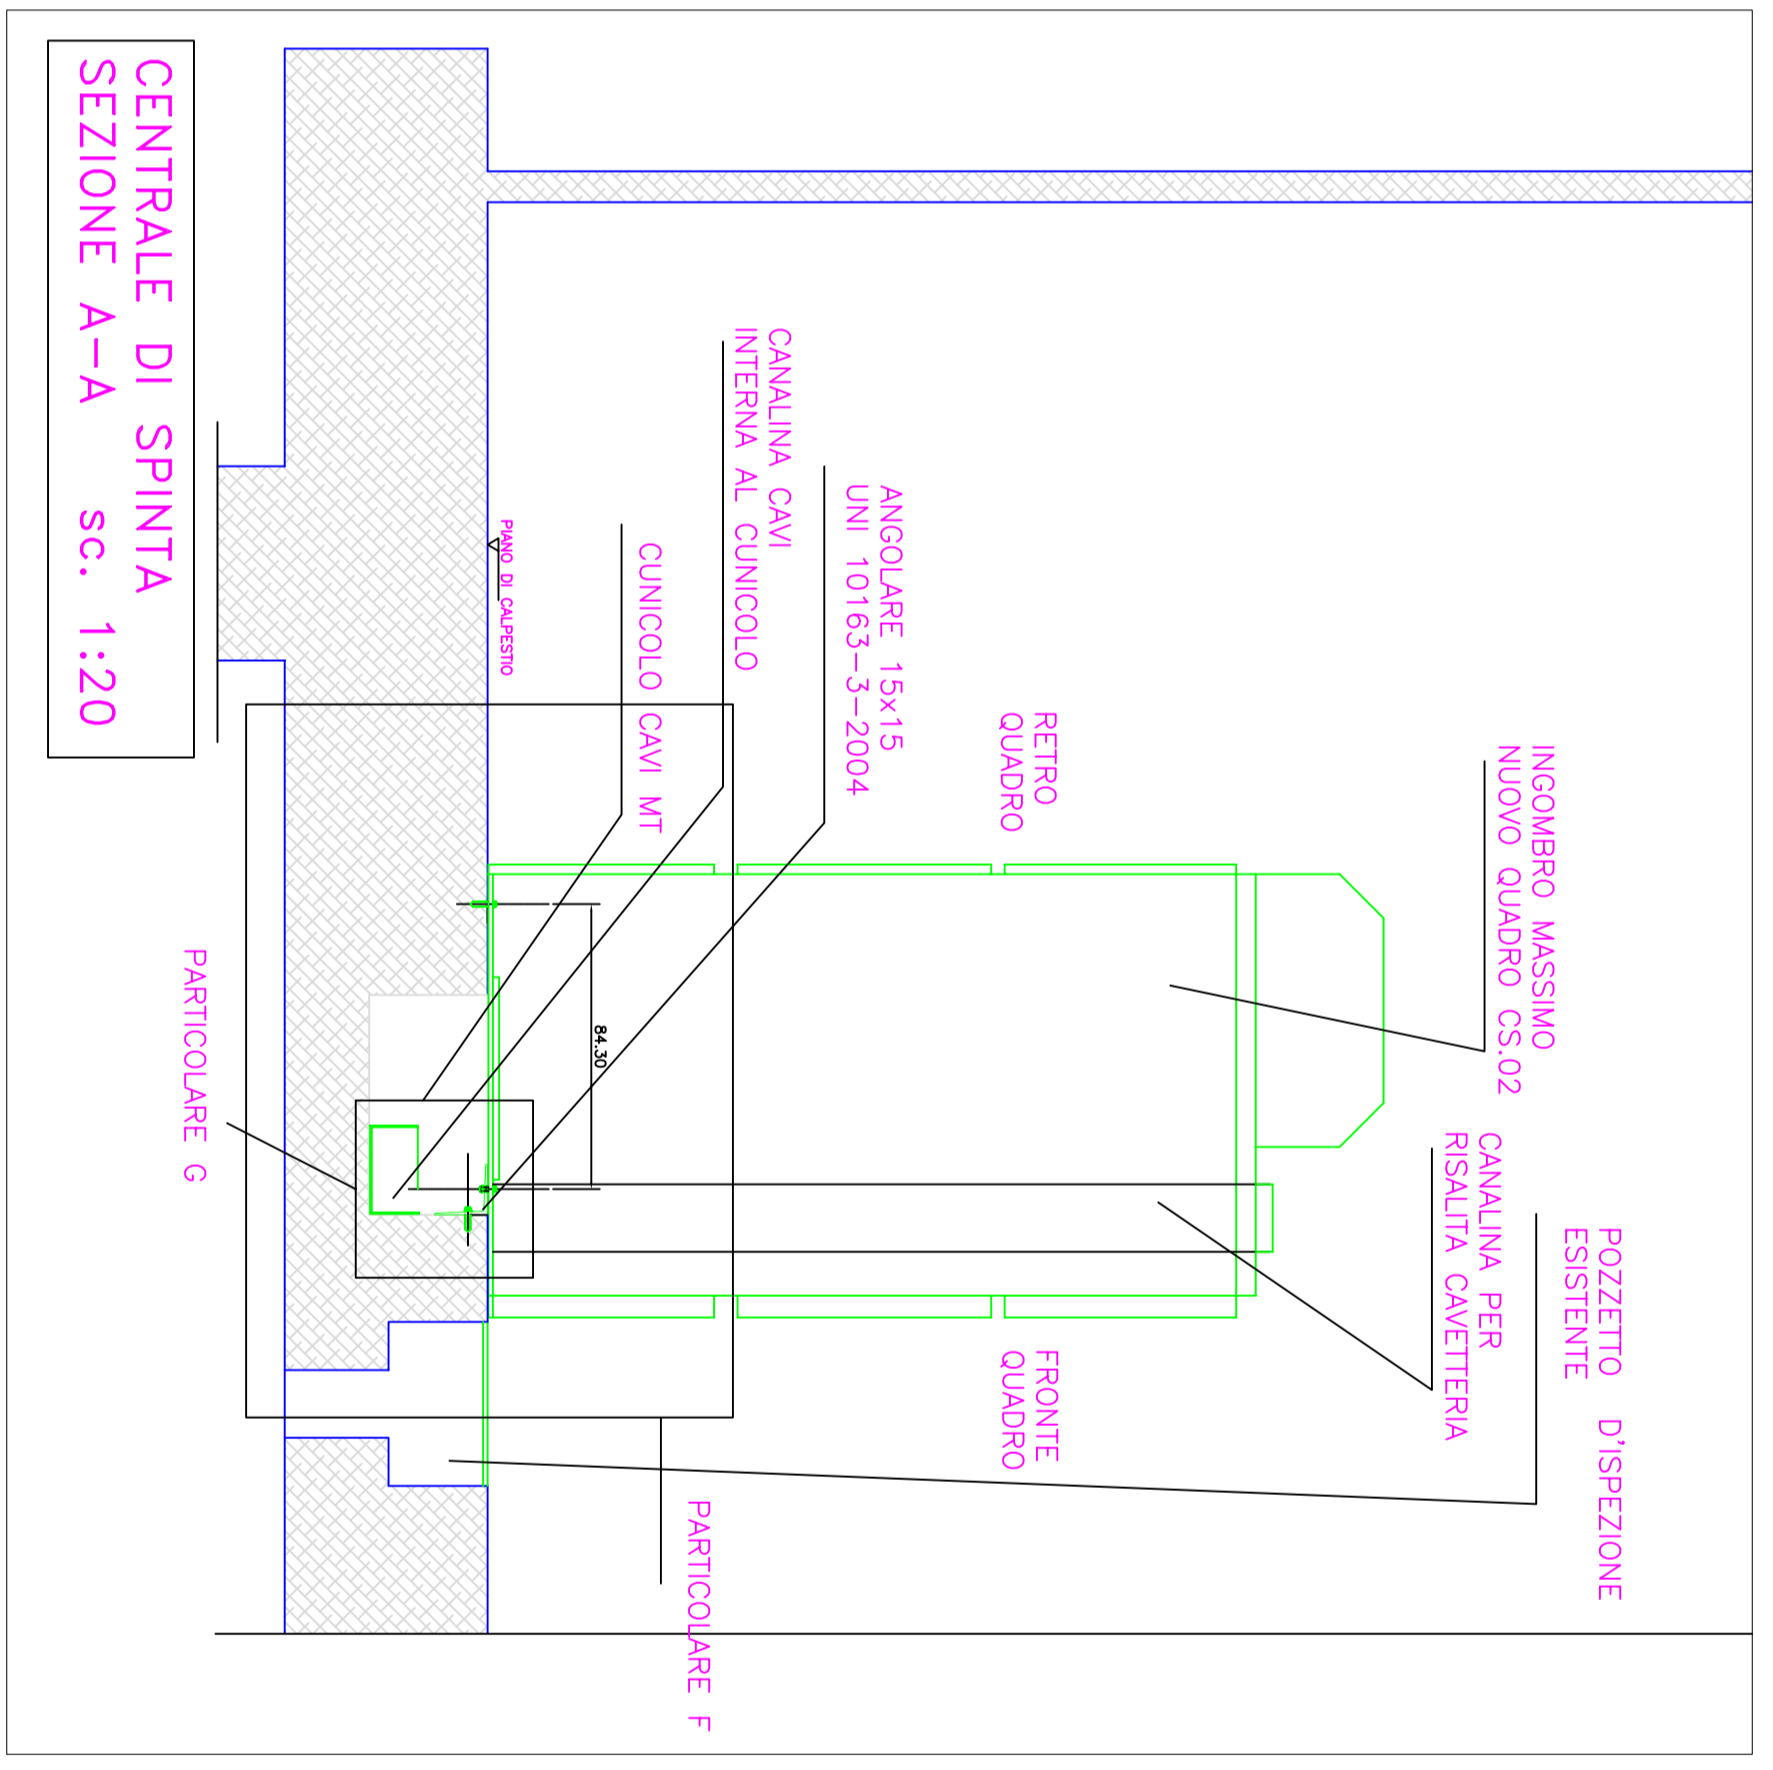 INGOMBRO MASSIMO
NUOVO QUADRO CS.02
POZZETTO D'ISPEZIONE
ESISTENTE
CANALINA PER
RISALITA CAVETTERIA
RETRO
QUADRO
FRONTE
QUADRO
ANGOLARE 15x15
UNI 10163-3-2004
CANALINA CAVI
INTERNA AL CUNICOLO
CUNICOLO CAVI MT
84.30
PARTICOLARE F
PIANO DI CALPESTIO
PARTICOLARE G
CENTRALE DI SPINTA
SEZIONE A-A sc. 1:20